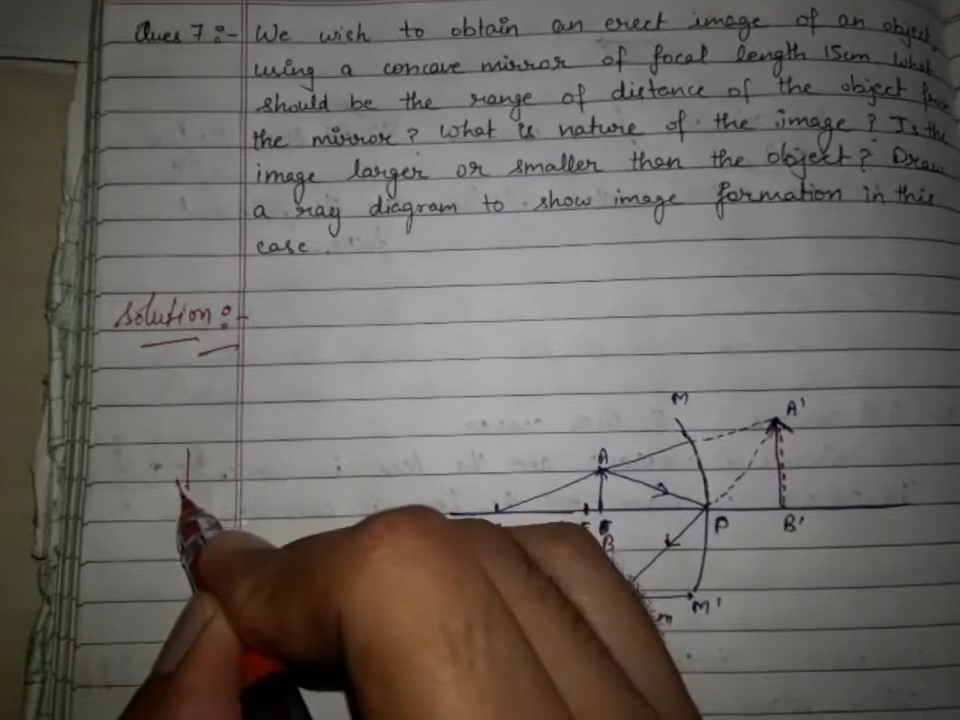 Ques 7 :- We wish to obtain an erect image of an object
using a concave mirror of focal length 15cm what
should be the range of distance of the object from
the mirror? What is nature of the image? Is the
image larger or smaller than the object? Draw
a ray diagram to show image formation in this
case.
Solution :-
M
A'
A
F
B
P
B'
M'
cm